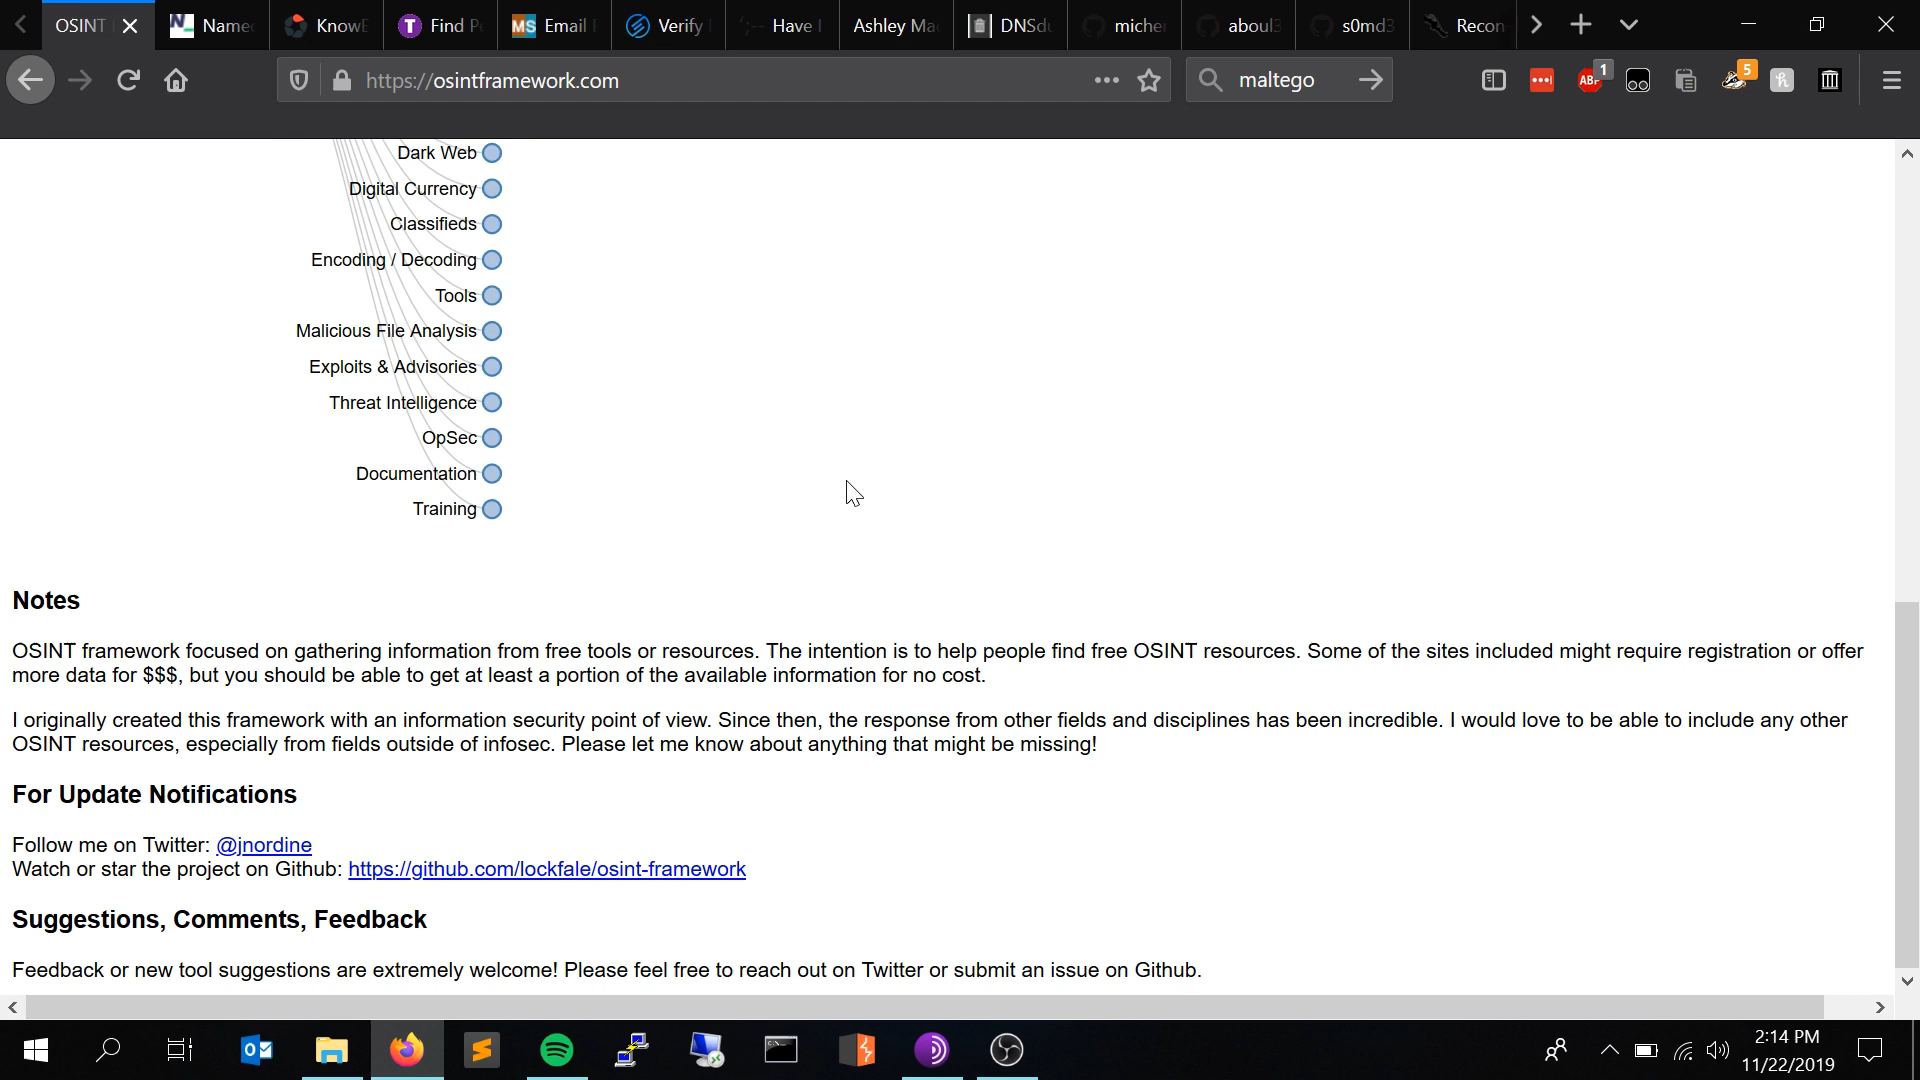 OSINT
Name
Know
Find P
MS Email
Verify
Have I
Ashley Ma
DNSd
miche
aboul3
s0md3
Recon
https://osintframework.com
maltego
ABP
1
5
Dark Web
Digital Currency
Classifieds
Encoding / Decoding
Tools
Malicious File Analysis
Exploits & Advisories
Threat Intelligence
OpSec
Documentation
Training
Notes
OSINT framework focused on gathering information from free tools or resources. The intention is to help people find free OSINT resources. Some of the sites included might require registration or offer
more data for $$$, but you should be able to get at least a portion of the available information for no cost.
I originally created this framework with an information security point of view. Since then, the response from other fields and disciplines has been incredible. I would love to be able to include any other
OSINT resources, especially from fields outside of infosec. Please let me know about anything that might be missing!
For Update Notifications
Follow me on Twitter: @jnordine
Watch or star the project on Github: https://github.com/lockfale/osint-framework
Suggestions, Comments, Feedback
Feedback or new tool suggestions are extremely welcome! Please feel free to reach out on Twitter or submit an issue on Github.
2:14 PM
11/22/2019